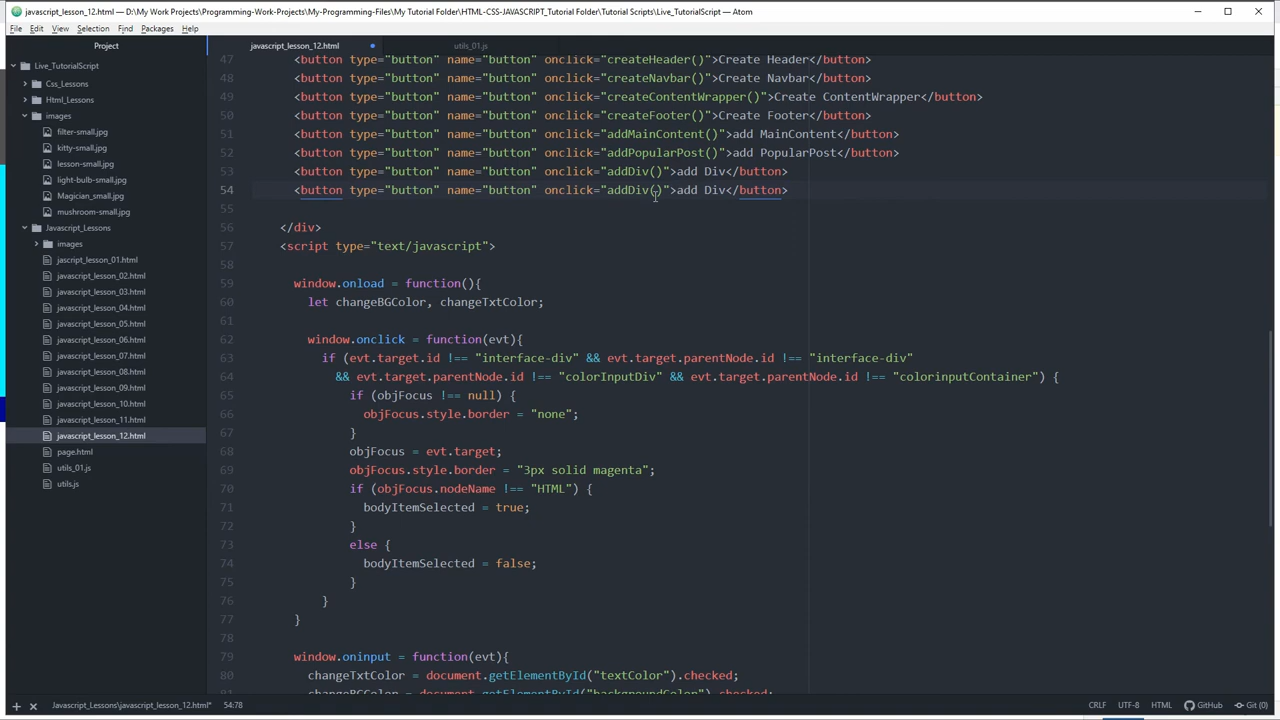 javascript_lesson_12.html — D:\My Work Projects\Programming-Work-Projects\My-Programming-Files\My Tutorial Folder\HTML-CSS-JAVASCRIPT_Tutorial Folder\Tutorial Scripts\Live_TutorialScript — Atom
File Edit View Selection Find Packages Help
Project
javascript_lesson_12.html
utils_01.js
Live_TutorialScript
Css_Lessons
Html_Lessons
images
filter-small.jpg
kitty-small.jpg
lesson-small.jpg
light-bulb-small.jpg
Magician_small.jpg
mushroom-small.jpg
Javascript_Lessons
images
jascript_lesson_01.html
javascript_lesson_02.html
javascript_lesson_03.html
javascript_lesson_04.html
javascript_lesson_05.html
javascript_lesson_06.html
javascript_lesson_07.html
javascript_lesson_08.html
javascript_lesson_09.html
javascript_lesson_10.html
javascript_lesson_11.html
javascript_lesson_12.html
page.html
utils_01.js
utils.js
47 <button type="button" name="button" onclick="createHeader()">Create Header</button>
48 <button type="button" name="button" onclick="createNavbar()">Create Navbar</button>
49 <button type="button" name="button" onclick="createContentWrapper()">Create ContentWrapper</button>
50 <button type="button" name="button" onclick="createFooter()">Create Footer</button>
51 <button type="button" name="button" onclick="addMainContent()">add MainContent</button>
52 <button type="button" name="button" onclick="addPopularPost()">add PopularPost</button>
53 <button type="button" name="button" onclick="addDiv()">add Div</button>
54 <button type="button" name="button" onclick="addDiv()">add Div</button>
55
56 </div>
57 <script type="text/javascript">
58
59 window.onload = function(){
60 let changeBGColor, changeTxtColor;
61
62 window.onclick = function(evt){
63 if (evt.target.id !== "interface-div" && evt.target.parentNode.id !== "interface-div"
64 && evt.target.parentNode.id !== "colorInputDiv" && evt.target.parentNode.id !== "colorinputContainer") {
65 if (objFocus !== null) {
66 objFocus.style.border = "none";
67 }
68 objFocus = evt.target;
69 objFocus.style.border = "3px solid magenta";
70 if (objFocus.nodeName !== "HTML") {
71 bodyItemSelected = true;
72 }
73 else {
74 bodyItemSelected = false;
75 }
76 }
77 }
78
79 window.oninput = function(evt){
80 changeTxtColor = document.getElementById("textColor").checked;
81 changeBGColor = document.getElementById("backgroundColor").checked;
Javascript_Lessons\javascript_lesson_12.html* 54:78
CRLF UTF-8 HTML GitHub Git (0)